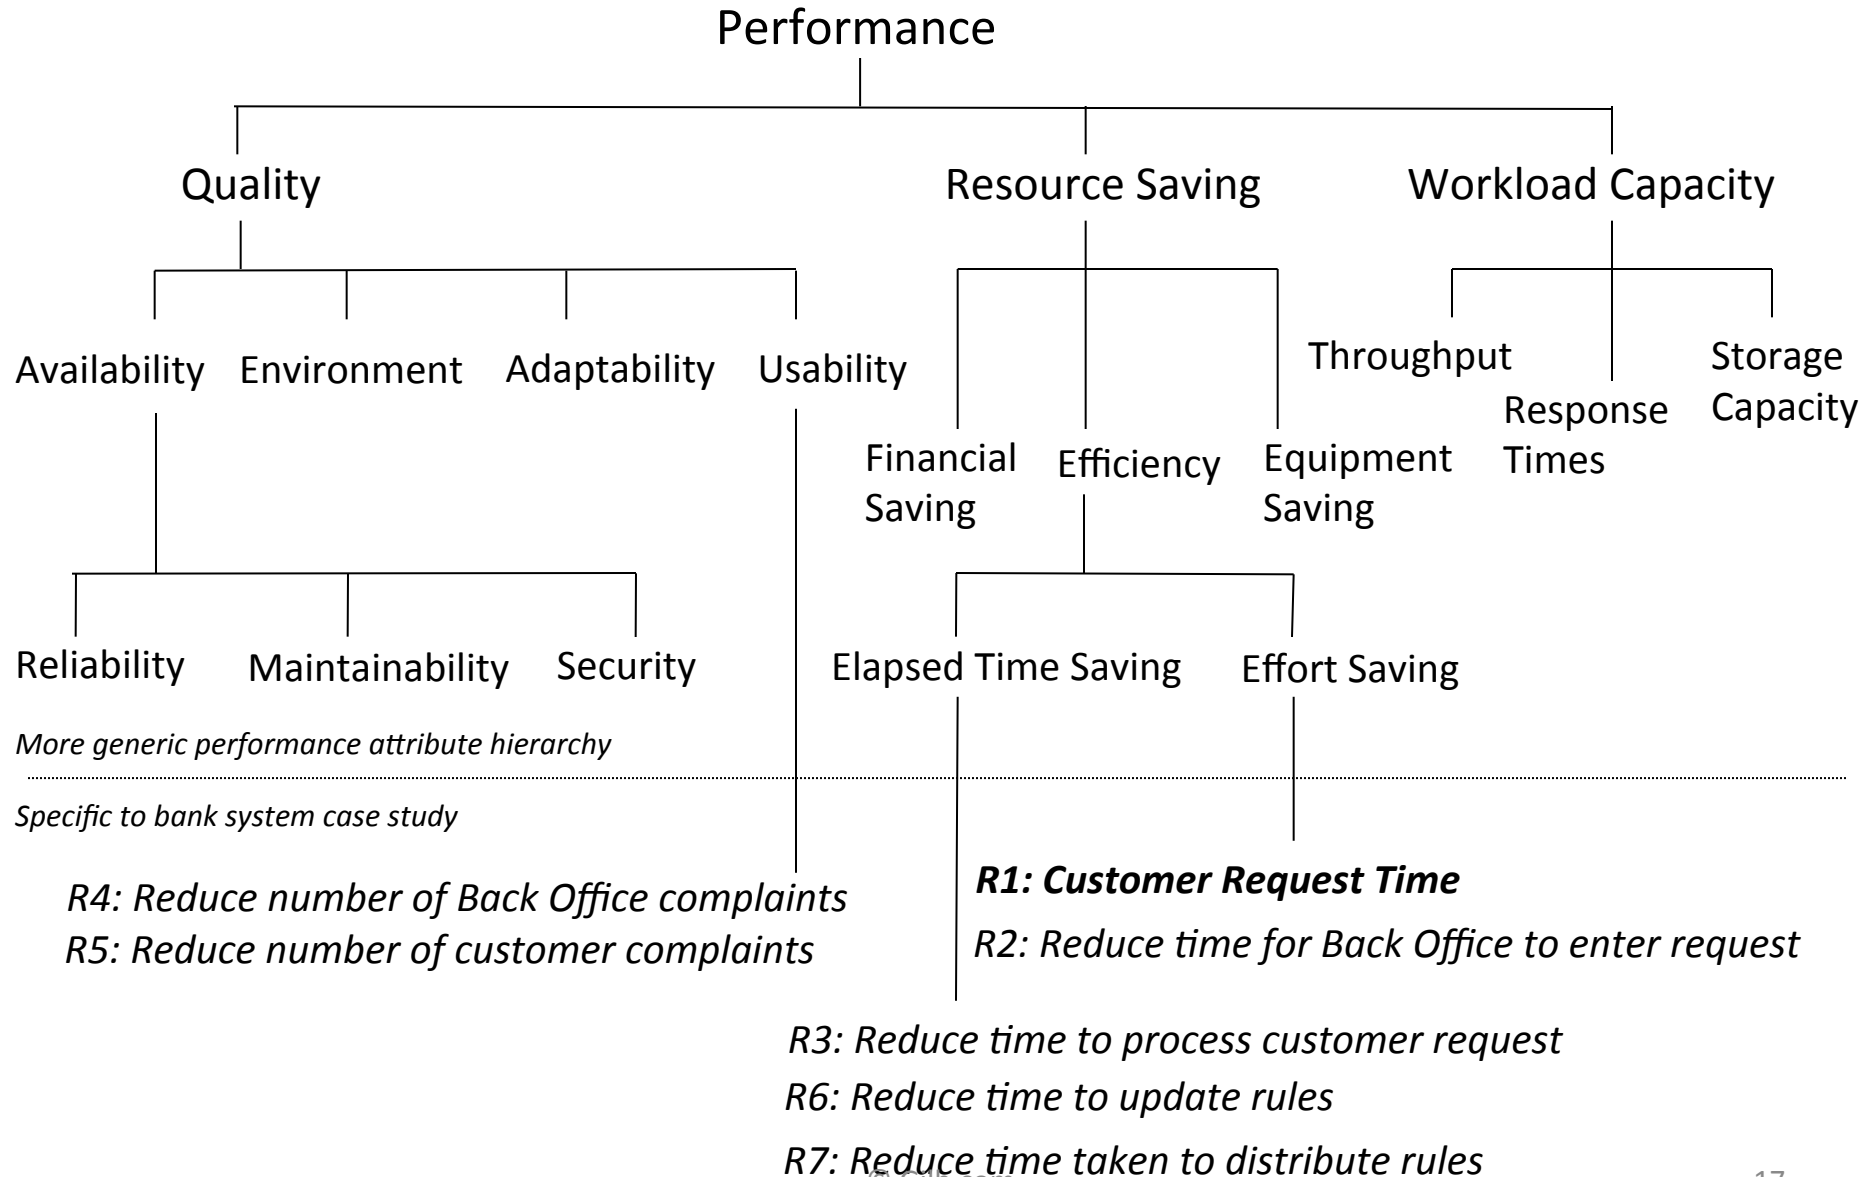 Performance
Quality
Resource Saving
Workload Capacity
Availability
Environment
Adaptability
Usability
Throughput
Storage
Capacity
Response
Times
Financial
Saving
Efficiency
Equipment
Saving
Reliability
Maintainability
Security
Elapsed Time Saving
Effort Saving
More generic performance attribute hierarchy
Specific to bank system case study
R4: Reduce number of Back Office complaints
R5: Reduce number of customer complaints
R1: Customer Request Time
R2: Reduce time for Back Office to enter request
R3: Reduce time to process customer request
R6: Reduce time to update rules
R7: Reduce time taken to distribute rules
© Gilb.com
17